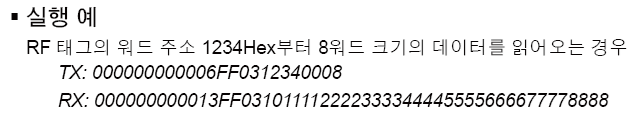 ▪ 실행 예
RF 태그의 워드 주소 1234Hex부터 8워드 크기의 데이터를 읽어오는 경우
TX: 000000000006FF0312340008
RX: 000000000013FF031011112222333344445555666677778888